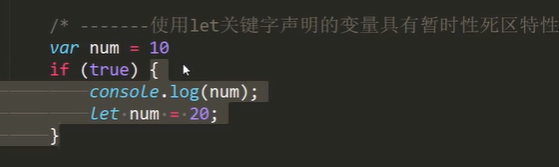 /* -------使用let关键字声明的变量具有暂时性死区特性
var num = 10
if (true) {
console.log(num);
let num = 20;
}